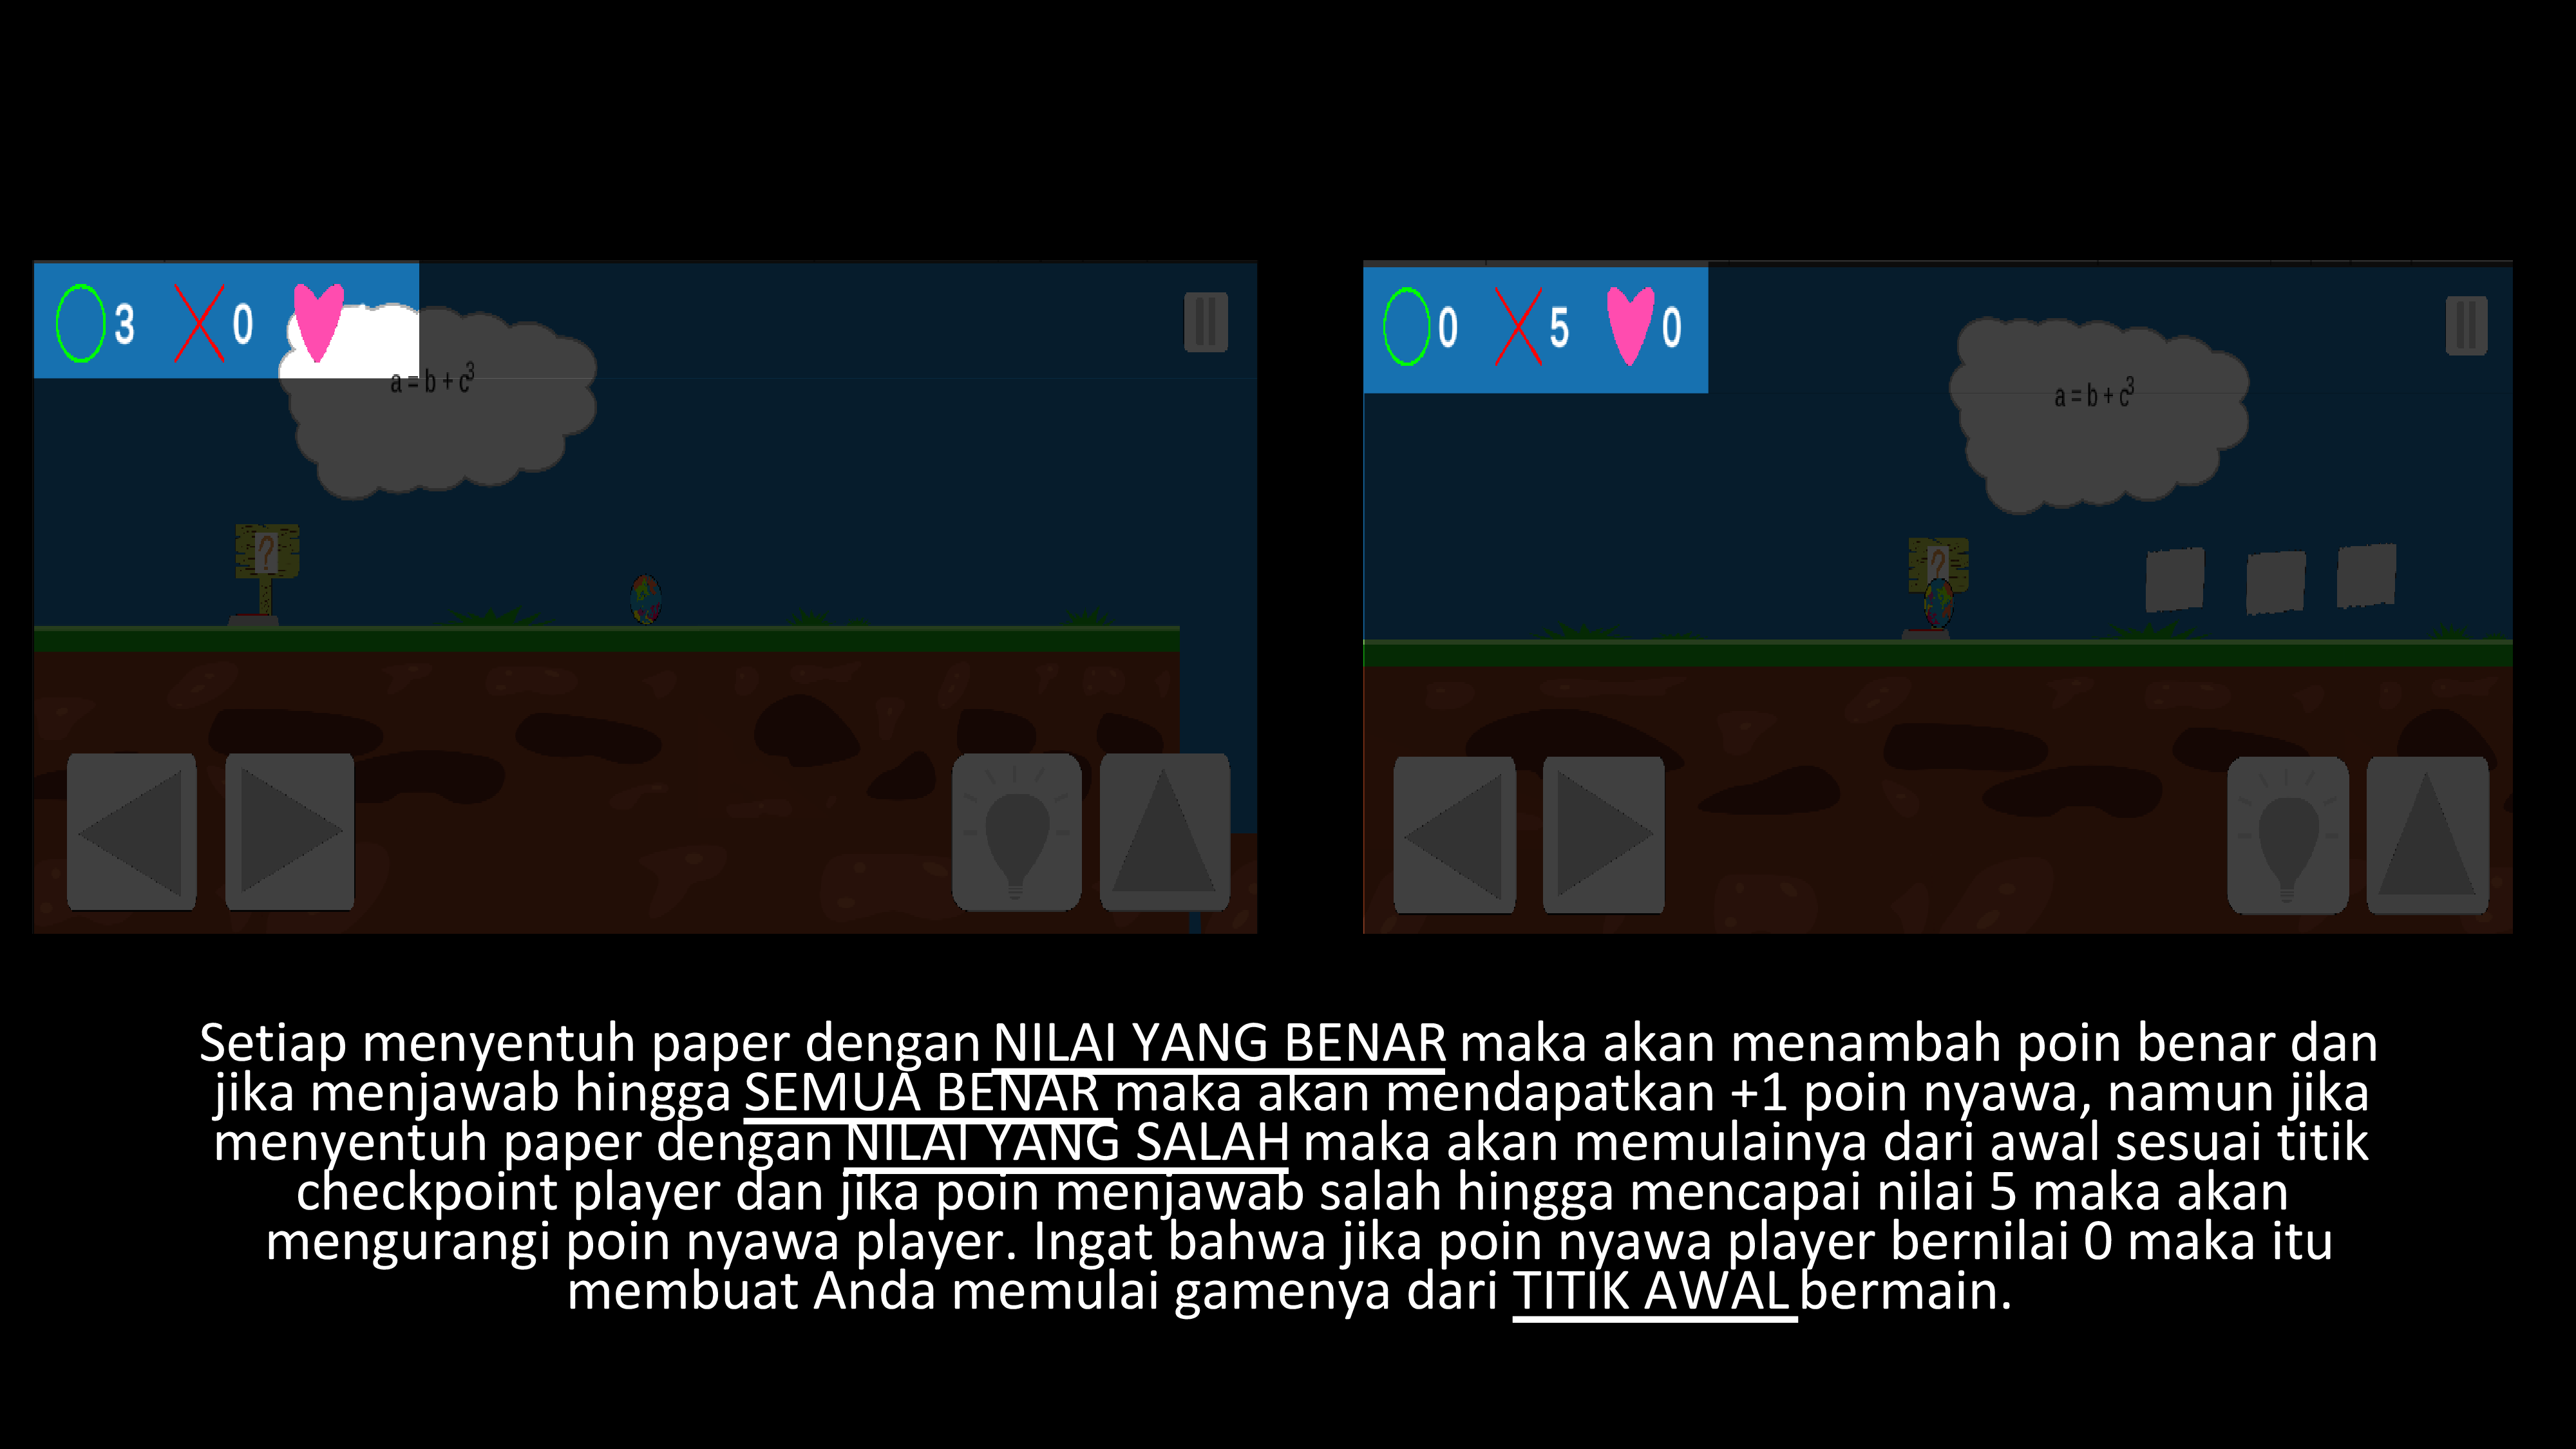 3 0
0 5 0
a = b + c³
a = b + c³
?
?
Setiap menyentuh paper dengan NILAI YANG BENAR maka akan menambah poin benar dan
jika menjawab hingga SEMUA BENAR maka akan mendapatkan +1 poin nyawa, namun jika
menyentuh paper dengan NILAI YANG SALAH maka akan memulainya dari awal sesuai titik
checkpoint player dan jika poin menjawab salah hingga mencapai nilai 5 maka akan
mengurangi poin nyawa player. Ingat bahwa jika poin nyawa player bernilai 0 maka itu
membuat Anda memulai gamenya dari TITIK AWAL bermain.